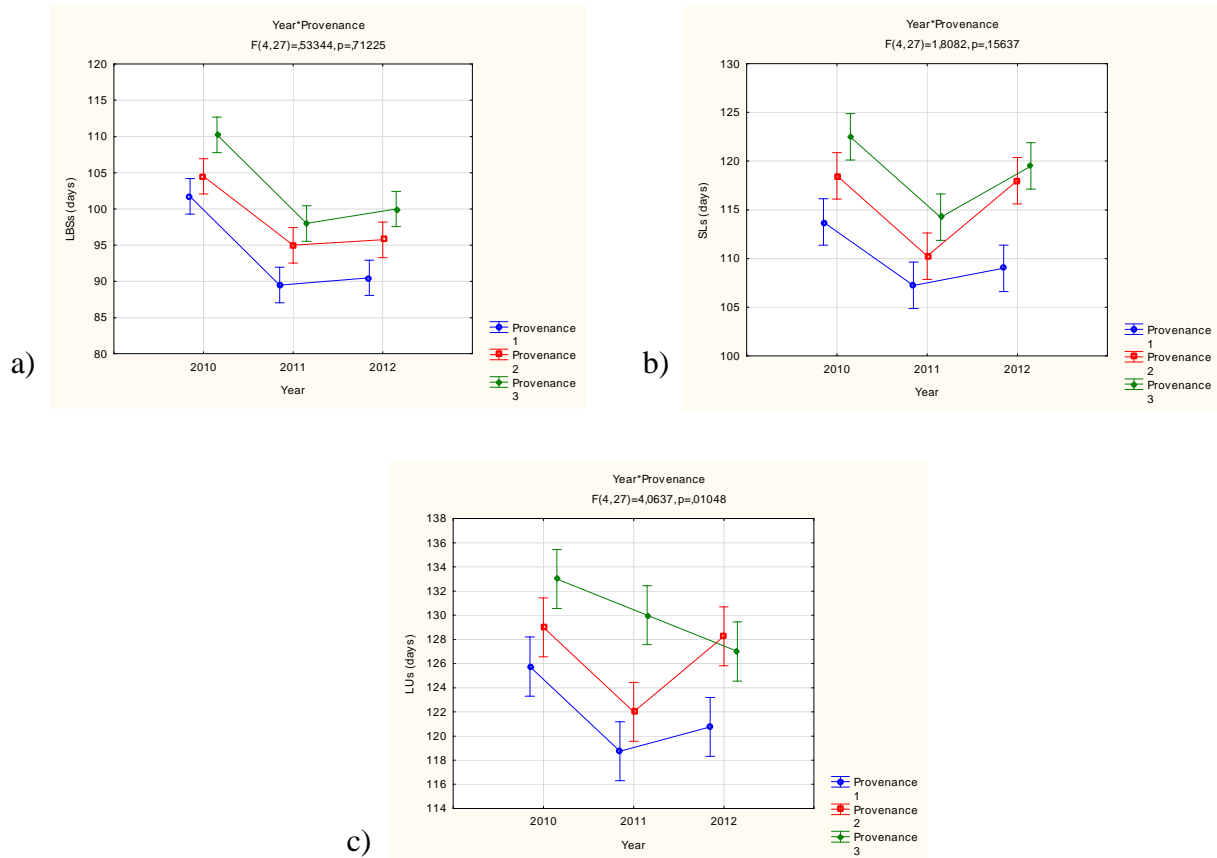 Year*Provenance
F(4,27)=,53344, p=,71225
120
115
110
105
100
95
90
85
80
LBSs (days)
2010 2011 2012
Year
Provenance
1
Provenance
2
Provenance
3
a)
Year*Provenance
F(4,27)=1,8082, p=,15637
130
125
120
115
110
105
100
SLs (days)
2010 2011 2012
Year
Provenance
1
Provenance
2
Provenance
3
b)
Year*Provenance
F(4,27)=4,0637, p=,01048
138
136
134
132
130
128
126
124
122
120
118
116
114
LUs (days)
2010 2011 2012
Year
Provenance
1
Provenance
2
Provenance
3
c)